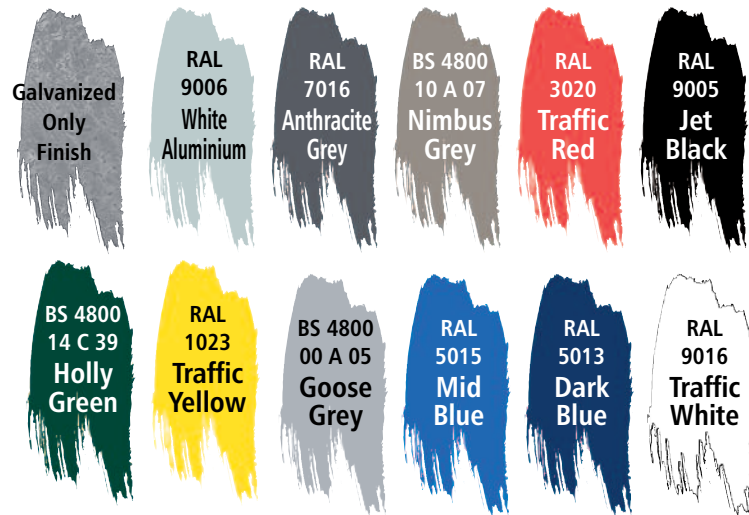 Galvanized
Only
Finish
RAL
9006
White
Aluminium
RAL
7016
Anthracite
Grey
BS 4800
10 A 07
Nimbus
Grey
RAL
3020
Traffic
Red
RAL
9005
Jet
Black
BS 4800
14 C 39
Holly
Green
RAL
1023
Traffic
Yellow
BS 4800
00 A 05
Goose
Grey
RAL
5015
Mid
Blue
RAL
5013
Dark
Blue
RAL
9016
Traffic
White